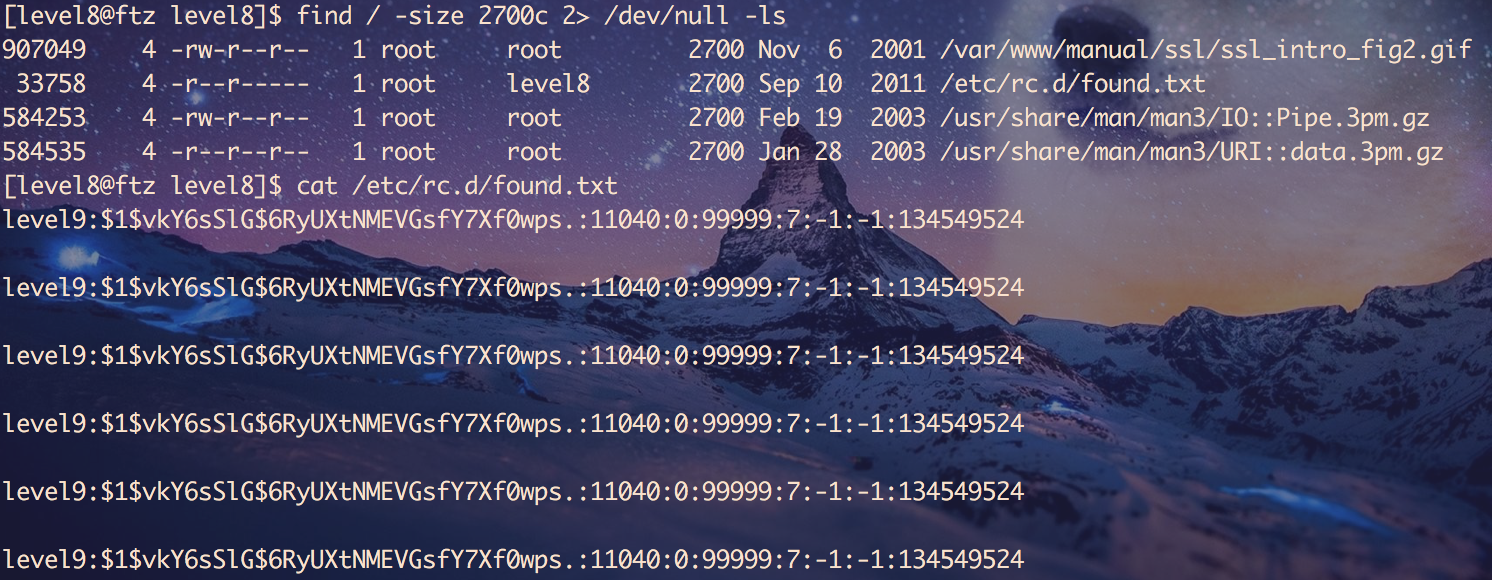 [level8@ftz level8]$ find / -size 2700c 2> /dev/null -ls
907049    4 -rw-r--r--   1 root     root         2700 Nov  6  2001 /var/www/manual/ssl/ssl_intro_fig2.gif
 33758    4 -r--r-----   1 root     level8       2700 Sep 10  2011 /etc/rc.d/found.txt
584253    4 -rw-r--r--   1 root     root         2700 Feb 19  2003 /usr/share/man/man3/IO::Pipe.3pm.gz
584535    4 -r--r--r--   1 root     root         2700 Jan 28  2003 /usr/share/man/man3/URI::data.3pm.gz
[level8@ftz level8]$ cat /etc/rc.d/found.txt
level9:$1$vkY6sSlG$6RyUXtNMEVGsfY7Xf0wps.:11040:0:99999:7:-1:-1:134549524
level9:$1$vkY6sSlG$6RyUXtNMEVGsfY7Xf0wps.:11040:0:99999:7:-1:-1:134549524
level9:$1$vkY6sSlG$6RyUXtNMEVGsfY7Xf0wps.:11040:0:99999:7:-1:-1:134549524
level9:$1$vkY6sSlG$6RyUXtNMEVGsfY7Xf0wps.:11040:0:99999:7:-1:-1:134549524
level9:$1$vkY6sSlG$6RyUXtNMEVGsfY7Xf0wps.:11040:0:99999:7:-1:-1:134549524
level9:$1$vkY6sSlG$6RyUXtNMEVGsfY7Xf0wps.:11040:0:99999:7:-1:-1:134549524